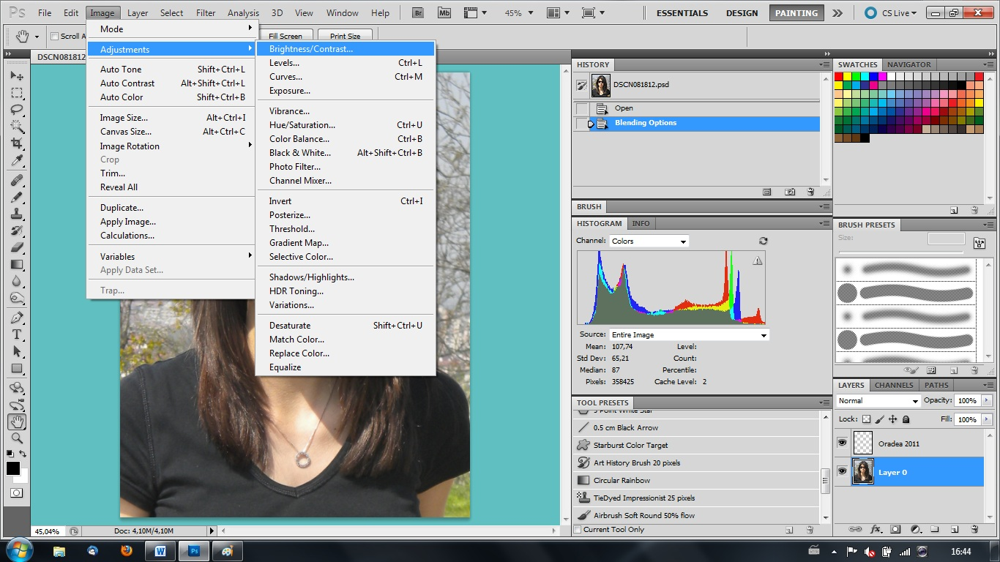 Ps File Edit Image Layer Select Filter Analysis 3D View Window Help Br Mb 45% ESSENTIALS DESIGN PAINTING CS Live
Scroll A Fill Screen Print Size
DSCN081812
Mode
Adjustments
Auto Tone Shift+Ctrl+L
Auto Contrast Alt+Shift+Ctrl+L
Auto Color Shift+Ctrl+B
Image Size... Alt+Ctrl+I
Canvas Size... Alt+Ctrl+C
Image Rotation
Crop
Trim...
Reveal All
Duplicate...
Apply Image...
Calculations...
Variables
Apply Data Set...
Trap...
Brightness/Contrast...
Levels... Ctrl+L
Curves... Ctrl+M
Exposure...
Vibrance...
Hue/Saturation... Ctrl+U
Color Balance... Ctrl+B
Black & White... Alt+Shift+Ctrl+B
Photo Filter...
Channel Mixer...
Invert Ctrl+I
Posterize...
Threshold...
Gradient Map...
Selective Color...
Shadows/Highlights...
HDR Toning...
Variations...
Desaturate Shift+Ctrl+U
Match Color...
Replace Color...
Equalize
45,04% Doc: 4,10M/4,10M
HISTORY
DSCN081812.psd
Open
Blending Options
BRUSH
HISTOGRAM INFO
Channel: Colors
Source: Entire Image
Mean: 107,74 Level:
Std Dev: 65,21 Count:
Median: 87 Percentile:
Pixels: 358425 Cache Level: 2
TOOL PRESETS
5 Point White Star
0.5 cm Black Arrow
Starburst Color Target
Art History Brush 20 pixels
Circular Rainbow
TieDyed Impressionist 25 pixels
Airbrush Soft Round 50% flow
Current Tool Only
SWATCHES NAVIGATOR
BRUSH PRESETS
Size:
LAYERS CHANNELS PATHS
Normal Opacity: 100%
Lock: Fill: 100%
Oradea 2011
Layer 0
fx
W Ps
16:44